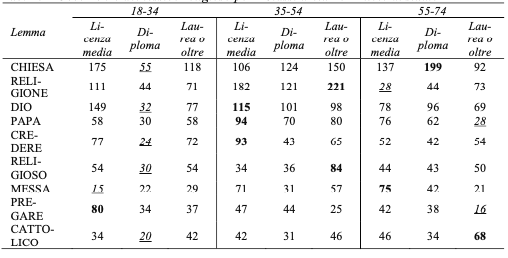 18-34 35-54 55-74
Lemma Li-cenza media Di-ploma Lau-rea o oltre Li-cenza media Di-ploma Lau-rea o oltre Li-cenza media Di-ploma Lau-rea o oltre
CHIESA 175 55 118 106 124 150 137 199 92
RELI-GIONE 111 44 71 182 121 221 28 44 73
DIO 149 32 77 115 101 98 78 96 69
PAPA 58 30 58 94 70 80 76 62 28
CRE-DERE 77 24 72 93 43 65 52 42 54
RELI-GIOSO 54 30 54 34 36 84 44 43 50
MESSA 15 22 29 71 31 57 75 42 21
PRE-GARE 80 34 37 47 44 25 42 38 16
CATTO-LICO 34 20 42 42 31 46 46 34 68